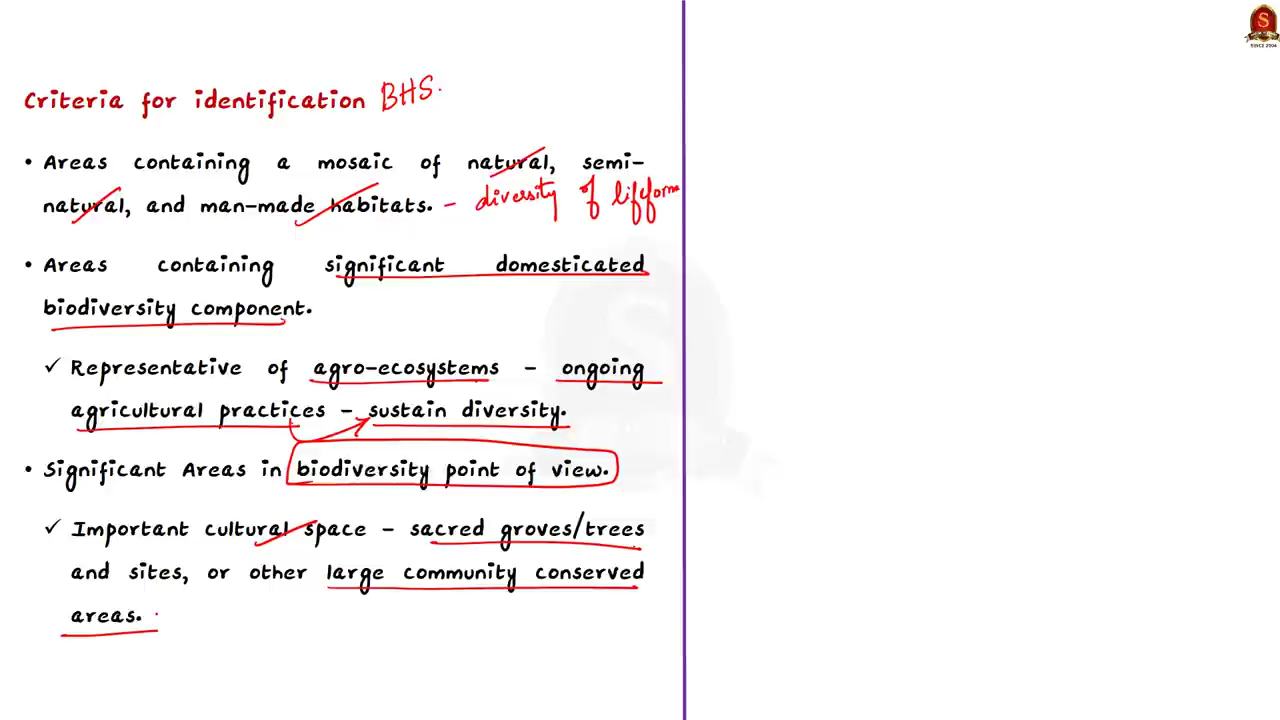 Criteria for identification BHS.
• Areas containing a mosaic of natural, semi-
natural, and man-made habitats. - diversity of lifeforms
• Areas containing significant domesticated
biodiversity component.
✓ Representative of agro-ecosystems - ongoing
agricultural practices - sustain diversity.
• Significant Areas in biodiversity point of view.
✓ Important cultural space - sacred groves/trees
and sites, or other large community conserved
areas.
S
SINCE 2004